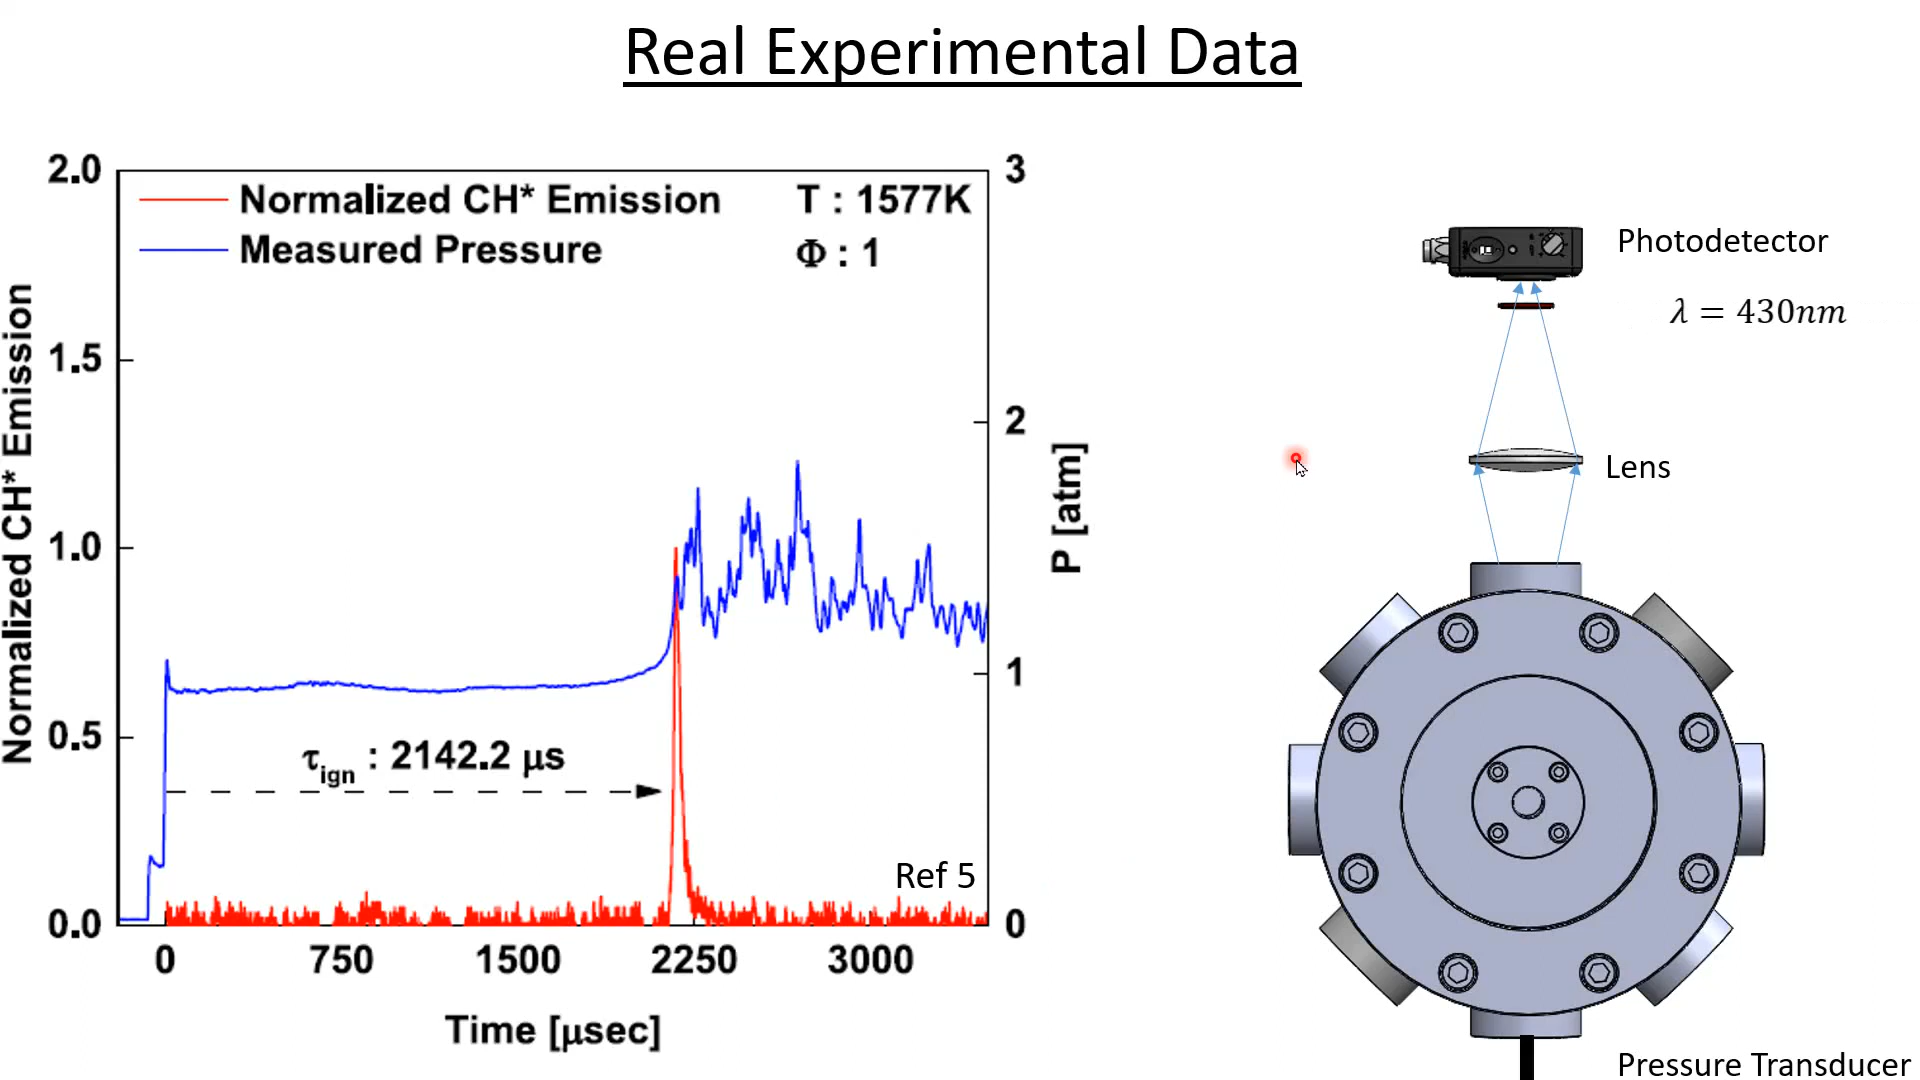 Real Experimental Data
2.0
1.5
1.0
0.5
0.0
Normalized CH* Emission
Normalized CH* Emission
Measured Pressure
T : 1577K
Φ : 1
τign : 2142.2 μs
Ref 5
3
2
1
0
P [atm]
0 750 1500 2250 3000
Time [μsec]
Photodetector
λ = 430nm
Lens
Pressure Transducer